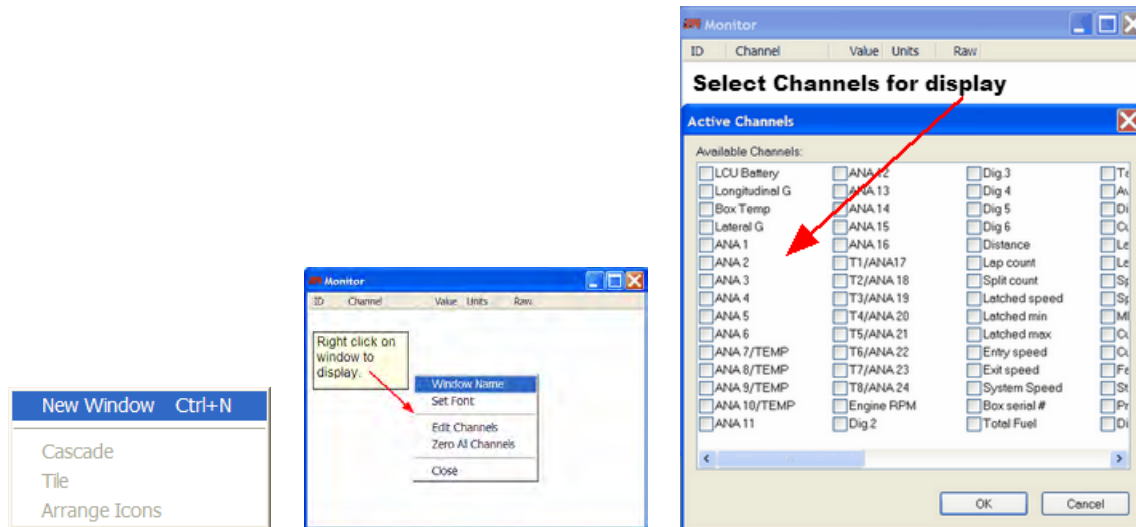 New Window Ctrl+N
Cascade
Tile
Arrange Icons
Monitor
ID Channel Value Units Raw
Right click on
window to
display.
Window Name
Set Font
Edit Channels
Zero All Channels
Close
Monitor
ID Channel Value Units Raw
Select Channels for display
Active Channels
Available Channels:
LCU Battery ANA 12 Dig 3
Longitudinal G ANA 13 Dig 4
Box Temp ANA 14 Dig 5
Lateral G ANA 15 Dig 6
ANA 1 ANA 16 Distance
ANA 2 T1/ANA17 Lap count
ANA 3 T2/ANA 18 Split count
ANA 4 T3/ANA 19 Latched speed
ANA 5 T4/ANA 20 Latched min
ANA 6 T5/ANA 21 Latched max
ANA 7/TEMP T6/ANA 22 Entry speed
ANA 8/TEMP T7/ANA 23 Exit speed
ANA 9/TEMP T8/ANA 24 System Speed
ANA 10/TEMP Engine RPM Box serial #
ANA 11 Dig 2 Total Fuel
OK Cancel